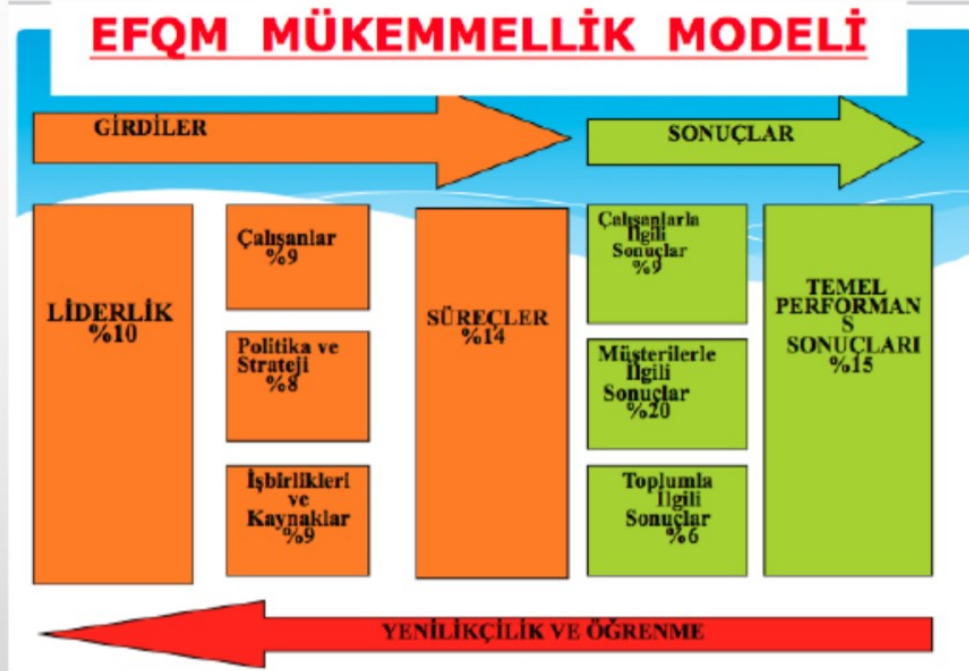 EFQM MÜKEMMELLİK MODELİ
GİRDİLER
SONUÇLAR
LİDERLİK
%10
Çalışanlar
%9
Politika ve
Strateji
%8
İşbirlikleri
ve
Kaynaklar
%9
SÜREÇLER
%14
Çalışanlarla
İlgili
Sonuçlar
%9
Müşterilerle
İlgili
Sonuçlar
%20
Toplumla
İlgili
Sonuçlar
%6
TEMEL
PERFORMAN
S
SONUÇLARI
%15
YENİLİKÇİLİK VE ÖĞRENME